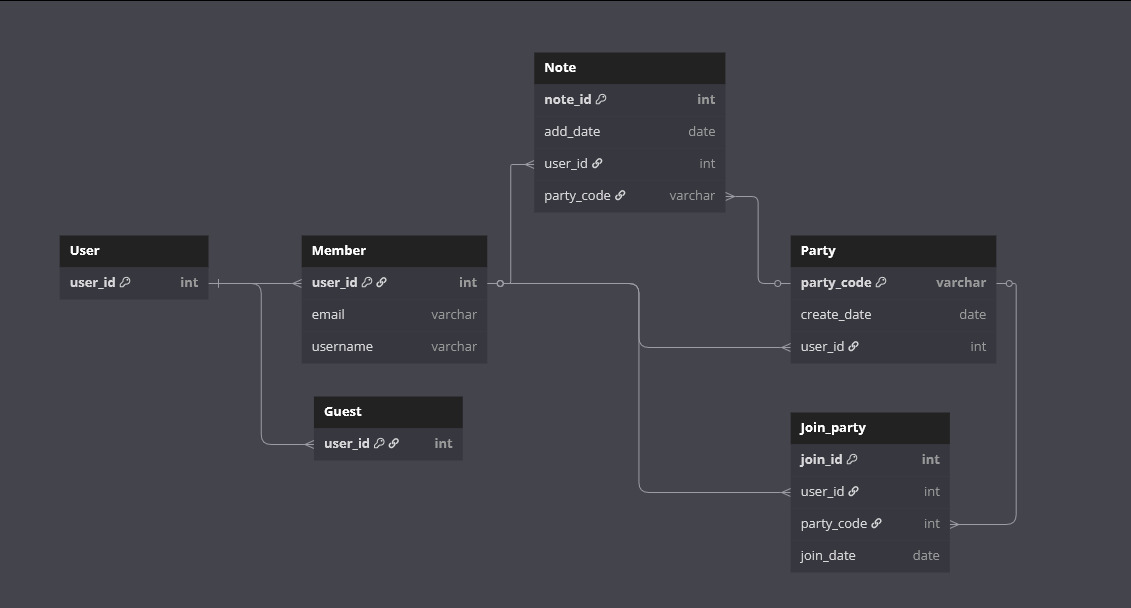 Note
note_id int
add_date date
user_id int
party_code varchar
User
user_id int
Member
user_id int
email varchar
username varchar
Guest
user_id int
Party
party_code varchar
create_date date
user_id int
Join_party
join_id int
user_id int
party_code int
join_date date